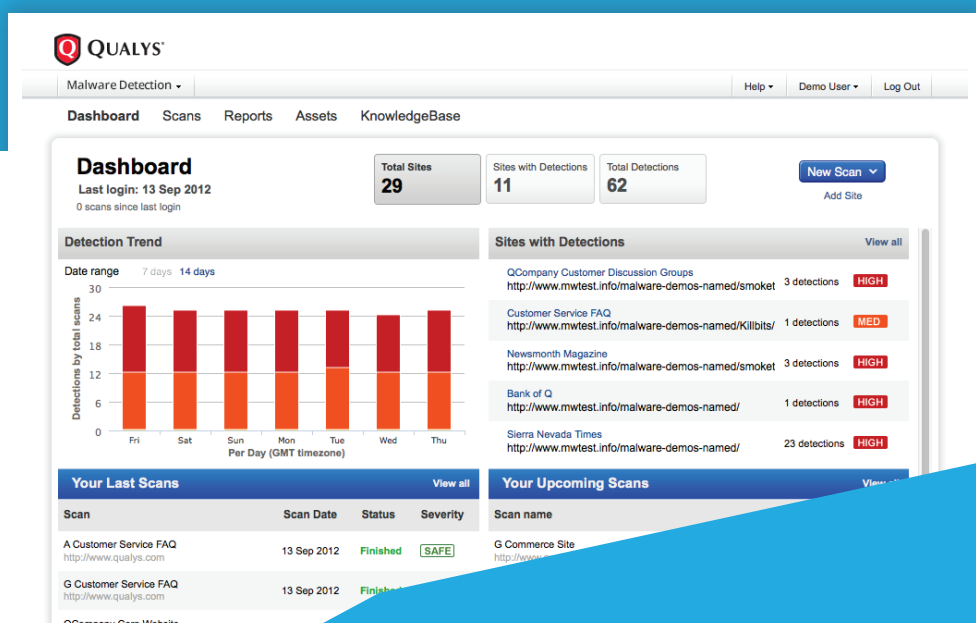 QUALYS®
Malware Detection
Help
Demo User
Log Out
Dashboard
Scans
Reports
Assets
KnowledgeBase
Dashboard
Last login: 13 Sep 2012
0 scans since last login
Total Sites
29
Sites with Detections
11
Total Detections
62
New Scan
Add Site
Detection Trend
Date range 7 days 14 days
Detections by total scans
30
24
18
12
6
0
Fri Sat Sun Mon Tue Wed Thu
Per Day (GMT timezone)
Sites with Detections View all
QCompany Customer Discussion Groups
http://www.mwtest.info/malware-demos-named/smoket 3 detections HIGH
Customer Service FAQ
http://www.mwtest.info/malware-demos-named/Killbits/ 1 detections MED
Newsmonth Magazine
http://www.mwtest.info/malware-demos-named/smoket 3 detections HIGH
Bank of Q
http://www.mwtest.info/malware-demos-named/ 1 detections HIGH
Sierra Nevada Times
http://www.mwtest.info/malware-demos-named/ 23 detections HIGH
Your Last Scans View all
Scan Scan Date Status Severity
A Customer Service FAQ
http://www.qualys.com
13 Sep 2012 Finished SAFE
G Customer Service FAQ
http://www.qualys.com
13 Sep 2012
QCompany Corp Website
Your Upcoming Scans
Scan name
G Commerce Site